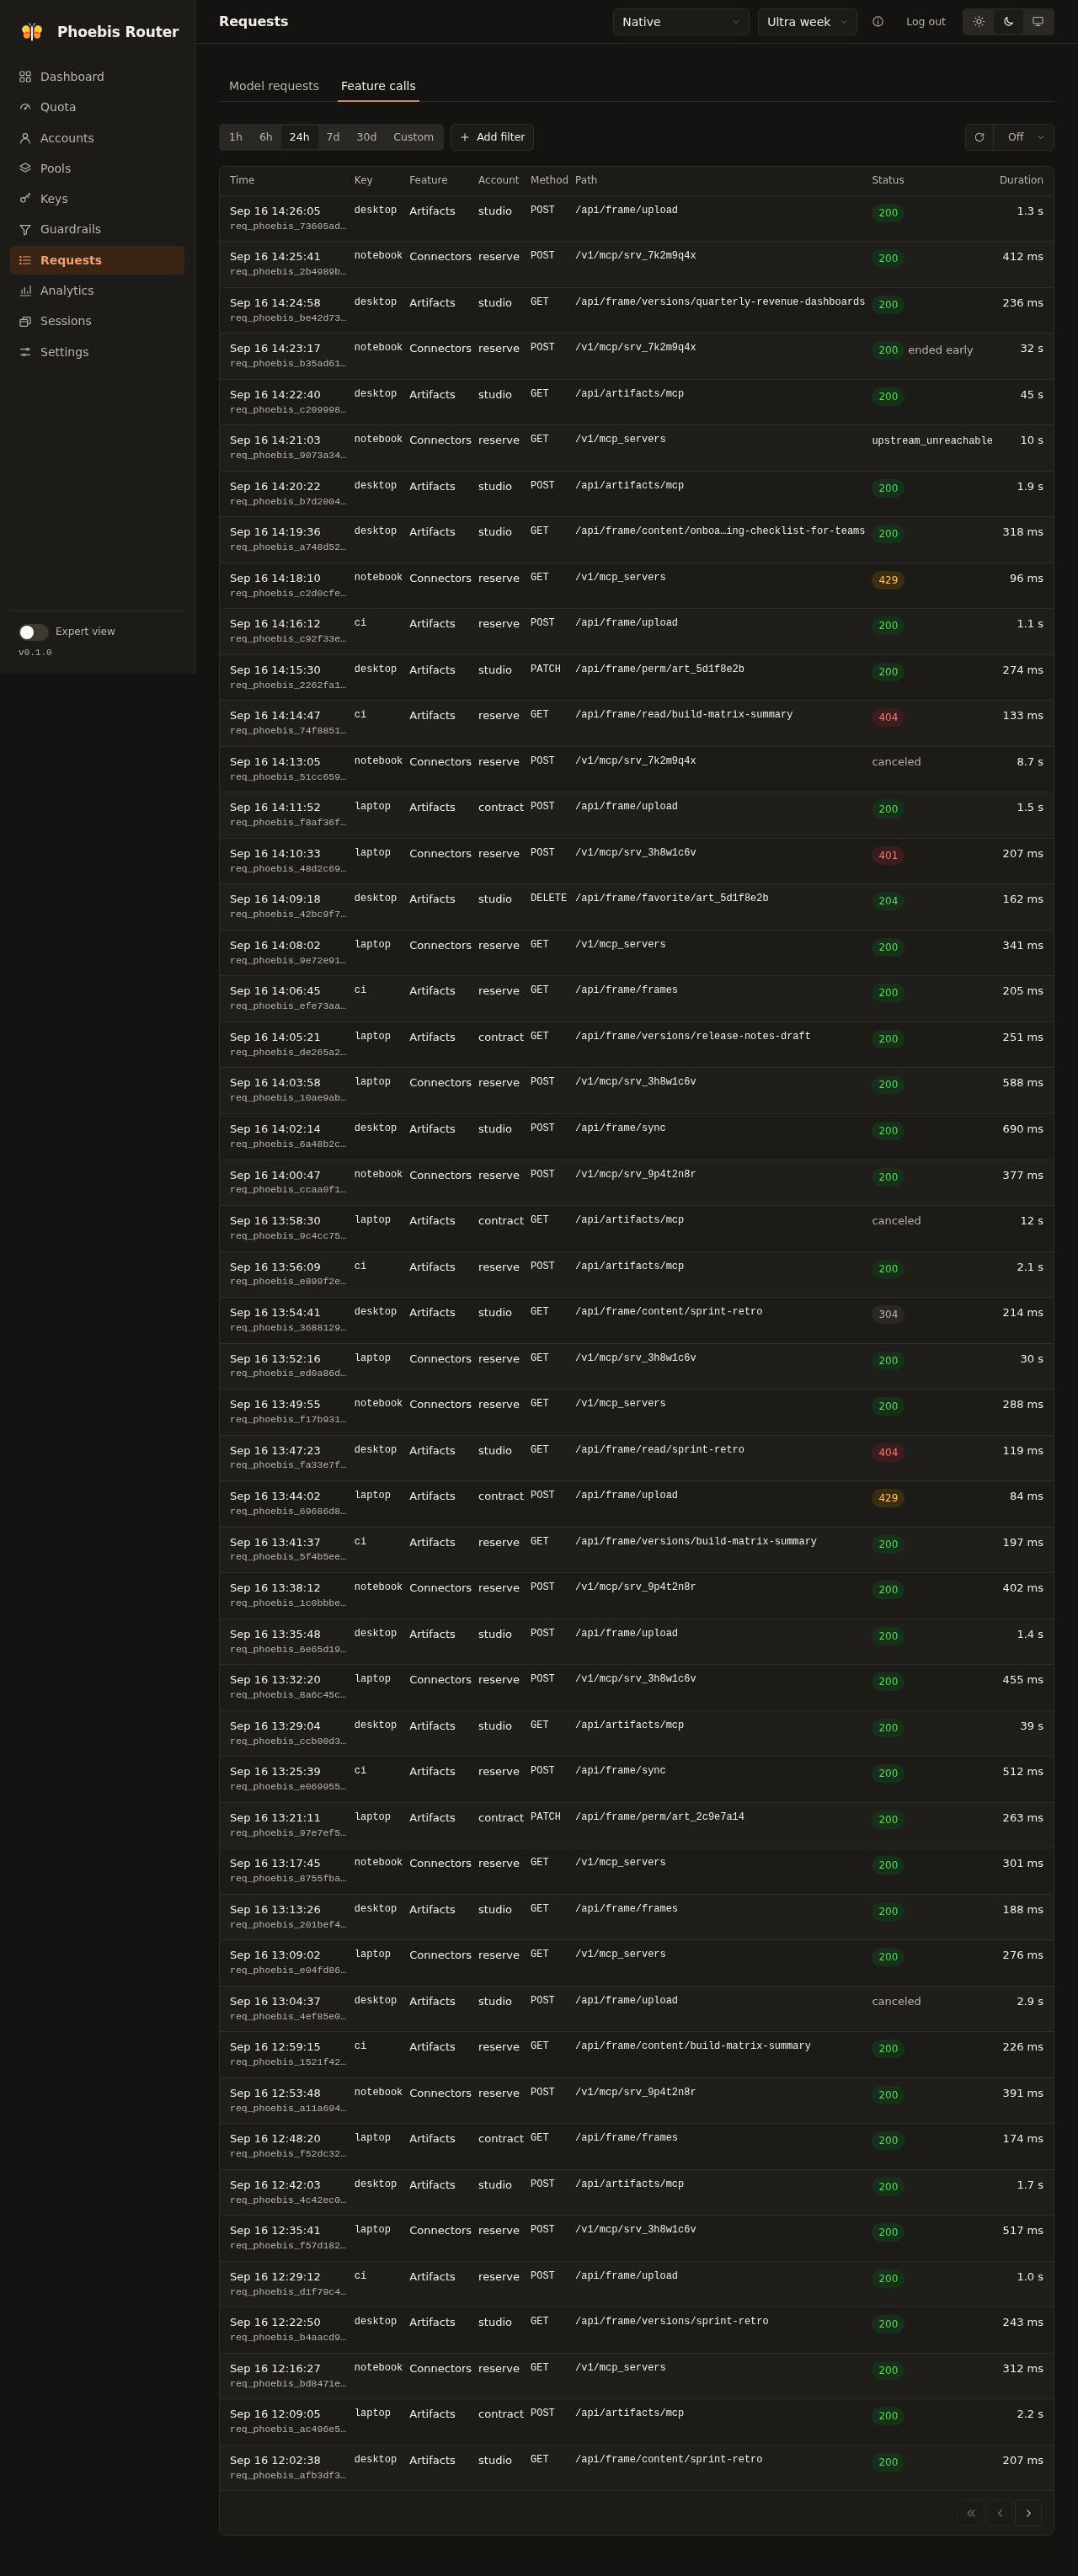 Phoebis Router
Dashboard
Quota
Accounts
Pools
Keys
Guardrails
Requests
Analytics
Sessions
Settings
Expert view
v0.1.0
Requests
Native
Ultra week
Log out
Model requests
Feature calls
1h 6h 24h 7d 30d Custom
Add filter
Off
Time Key Feature Account Method Path Status Duration
Sep 16 14:26:05 desktop Artifacts studio POST /api/frame/upload 200 1.3 s
req_phoebis_73605ad…
Sep 16 14:25:41 notebook Connectors reserve POST /v1/mcp/srv_7k2m9q4x 200 412 ms
req_phoebis_2b4989b…
Sep 16 14:24:58 desktop Artifacts studio GET /api/frame/versions/quarterly-revenue-dashboards 200 236 ms
req_phoebis_be42d73…
Sep 16 14:23:17 notebook Connectors reserve POST /v1/mcp/srv_7k2m9q4x 200 ended early 32 s
req_phoebis_b35ad61…
Sep 16 14:22:40 desktop Artifacts studio GET /api/artifacts/mcp 200 45 s
req_phoebis_c209998…
Sep 16 14:21:03 notebook Connectors reserve GET /v1/mcp_servers upstream_unreachable 10 s
req_phoebis_9073a34…
Sep 16 14:20:22 desktop Artifacts studio POST /api/artifacts/mcp 200 1.9 s
req_phoebis_b7d2004…
Sep 16 14:19:36 desktop Artifacts studio GET /api/frame/content/onboa…ing-checklist-for-teams 200 318 ms
req_phoebis_a748d52…
Sep 16 14:18:10 notebook Connectors reserve GET /v1/mcp_servers 429 96 ms
req_phoebis_c2d0cfe…
Sep 16 14:16:12 ci Artifacts reserve POST /api/frame/upload 200 1.1 s
req_phoebis_c92f33e…
Sep 16 14:15:30 desktop Artifacts studio PATCH /api/frame/perm/art_5d1f8e2b 200 274 ms
req_phoebis_2262fa1…
Sep 16 14:14:47 ci Artifacts reserve GET /api/frame/read/build-matrix-summary 404 133 ms
req_phoebis_74f8851…
Sep 16 14:13:05 notebook Connectors reserve POST /v1/mcp/srv_7k2m9q4x canceled 8.7 s
req_phoebis_51cc659…
Sep 16 14:11:52 laptop Artifacts contract POST /api/frame/upload 200 1.5 s
req_phoebis_f8af36f…
Sep 16 14:10:33 laptop Connectors reserve POST /v1/mcp/srv_3h8w1c6v 401 207 ms
req_phoebis_48d2c69…
Sep 16 14:09:18 desktop Artifacts studio DELETE /api/frame/favorite/art_5d1f8e2b 204 162 ms
req_phoebis_42bc9f7…
Sep 16 14:08:02 laptop Connectors reserve GET /v1/mcp_servers 200 341 ms
req_phoebis_9e72e91…
Sep 16 14:06:45 ci Artifacts reserve GET /api/frame/frames 200 205 ms
req_phoebis_efe73aa…
Sep 16 14:05:21 laptop Artifacts contract GET /api/frame/versions/release-notes-draft 200 251 ms
req_phoebis_de265a2…
Sep 16 14:03:58 laptop Connectors reserve POST /v1/mcp/srv_3h8w1c6v 200 588 ms
req_phoebis_10ae9ab…
Sep 16 14:02:14 desktop Artifacts studio POST /api/frame/sync 200 690 ms
req_phoebis_6a48b2c…
Sep 16 14:00:47 notebook Connectors reserve POST /v1/mcp/srv_9p4t2n8r 200 377 ms
req_phoebis_ccaa0f1…
Sep 16 13:58:30 laptop Artifacts contract GET /api/artifacts/mcp canceled 12 s
req_phoebis_9c4cc75…
Sep 16 13:56:09 ci Artifacts reserve POST /api/artifacts/mcp 200 2.1 s
req_phoebis_e899f2e…
Sep 16 13:54:41 desktop Artifacts studio GET /api/frame/content/sprint-retro 304 214 ms
req_phoebis_3688129…
Sep 16 13:52:16 laptop Connectors reserve GET /v1/mcp/srv_3h8w1c6v 200 30 s
req_phoebis_ed0a86d…
Sep 16 13:49:55 notebook Connectors reserve GET /v1/mcp_servers 200 288 ms
req_phoebis_f17b931…
Sep 16 13:47:23 desktop Artifacts studio GET /api/frame/read/sprint-retro 404 119 ms
req_phoebis_fa33e7f…
Sep 16 13:44:02 laptop Artifacts contract POST /api/frame/upload 429 84 ms
req_phoebis_69686d8…
Sep 16 13:41:37 ci Artifacts reserve GET /api/frame/versions/build-matrix-summary 200 197 ms
req_phoebis_5f4b5ee…
Sep 16 13:38:12 notebook Connectors reserve POST /v1/mcp/srv_9p4t2n8r 200 402 ms
req_phoebis_1c0bbbe…
Sep 16 13:35:48 desktop Artifacts studio POST /api/frame/upload 200 1.4 s
req_phoebis_6e65d19…
Sep 16 13:32:20 laptop Connectors reserve POST /v1/mcp/srv_3h8w1c6v 200 455 ms
req_phoebis_8a6c45c…
Sep 16 13:29:04 desktop Artifacts studio GET /api/artifacts/mcp 200 39 s
req_phoebis_ccb00d3…
Sep 16 13:25:39 ci Artifacts reserve POST /api/frame/sync 200 512 ms
req_phoebis_e069955…
Sep 16 13:21:11 laptop Artifacts contract PATCH /api/frame/perm/art_2c9e7a14 200 263 ms
req_phoebis_97e7ef5…
Sep 16 13:17:45 notebook Connectors reserve GET /v1/mcp_servers 200 301 ms
req_phoebis_8755fba…
Sep 16 13:13:26 desktop Artifacts studio GET /api/frame/frames 200 188 ms
req_phoebis_201bef4…
Sep 16 13:09:02 laptop Connectors reserve GET /v1/mcp_servers 200 276 ms
req_phoebis_e04fd86…
Sep 16 13:04:37 desktop Artifacts studio POST /api/frame/upload canceled 2.9 s
req_phoebis_4ef85e0…
Sep 16 12:59:15 ci Artifacts reserve GET /api/frame/content/build-matrix-summary 200 226 ms
req_phoebis_1521f42…
Sep 16 12:53:48 notebook Connectors reserve POST /v1/mcp/srv_9p4t2n8r 200 391 ms
req_phoebis_a11a694…
Sep 16 12:48:20 laptop Artifacts contract GET /api/frame/frames 200 174 ms
req_phoebis_f52dc32…
Sep 16 12:42:03 desktop Artifacts studio POST /api/artifacts/mcp 200 1.7 s
req_phoebis_4c42ec0…
Sep 16 12:35:41 laptop Connectors reserve POST /v1/mcp/srv_3h8w1c6v 200 517 ms
req_phoebis_f57d182…
Sep 16 12:29:12 ci Artifacts reserve POST /api/frame/upload 200 1.0 s
req_phoebis_d1f79c4…
Sep 16 12:22:50 desktop Artifacts studio GET /api/frame/versions/sprint-retro 200 243 ms
req_phoebis_b4aacd9…
Sep 16 12:16:27 notebook Connectors reserve GET /v1/mcp_servers 200 312 ms
req_phoebis_bd8471e…
Sep 16 12:09:05 laptop Artifacts contract POST /api/artifacts/mcp 200 2.2 s
req_phoebis_ac496e5…
Sep 16 12:02:38 desktop Artifacts studio GET /api/frame/content/sprint-retro 200 207 ms
req_phoebis_afb3df3…